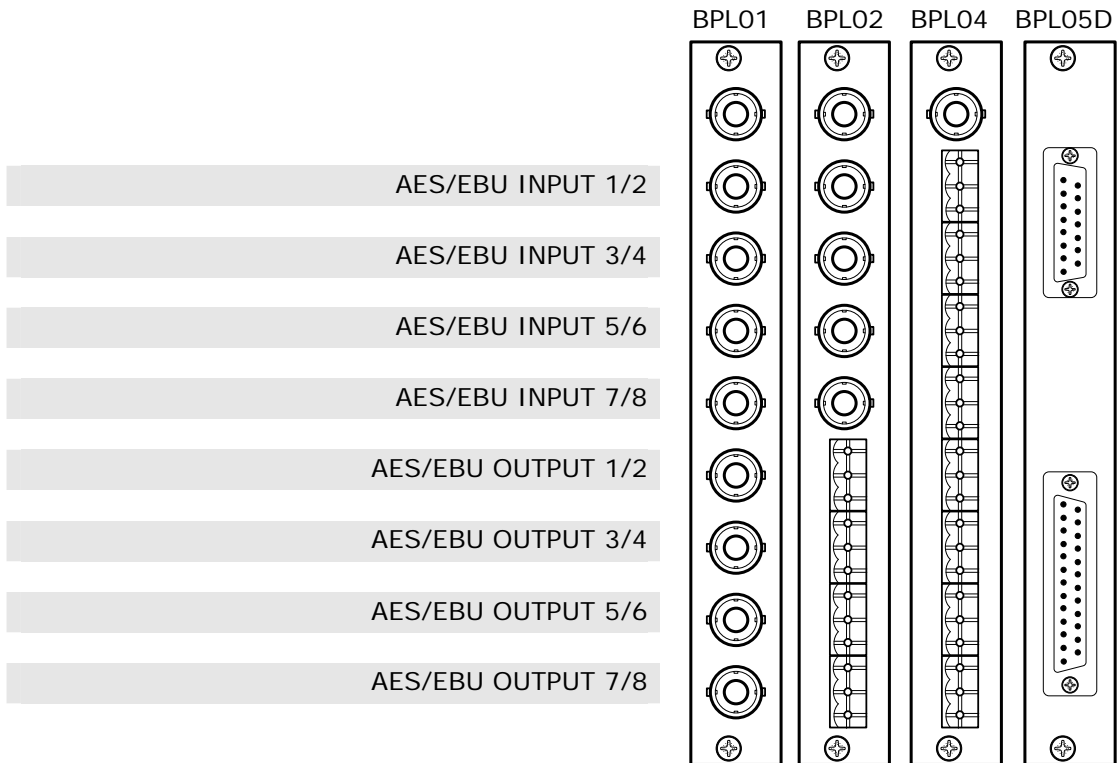 BPL01 BPL02 BPL04 BPL05D
AES/EBU INPUT 1/2
AES/EBU INPUT 3/4
AES/EBU INPUT 5/6
AES/EBU INPUT 7/8
AES/EBU OUTPUT 1/2
AES/EBU OUTPUT 3/4
AES/EBU OUTPUT 5/6
AES/EBU OUTPUT 7/8